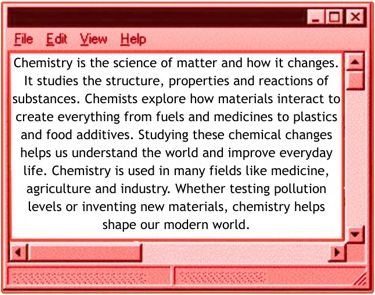 File Edit View Help
Chemistry is the science of matter and how it changes.
It studies the structure, properties and reactions of
substances. Chemists explore how materials interact to
create everything from fuels and medicines to plastics
and food additives. Studying these chemical changes
helps us understand the world and improve everyday
life. Chemistry is used in many fields like medicine,
agriculture and industry. Whether testing pollution
levels or inventing new materials, chemistry helps
shape our modern world.